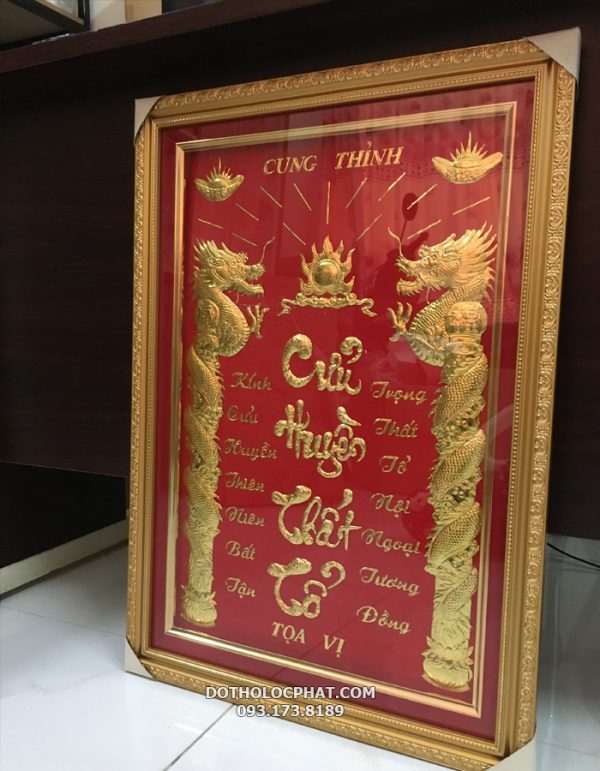 CUNG THỈNH
Cửu
Huyền
Thất
Tổ
Kính
Cửu
Huyền
Thiên
Niên
Bất
Tận
Trọng
Thất
Tổ
Nội
Ngoại
Tương
Đồng
TỌA VỊ
DOTHOLOCPHAT.COM
093.173.8189